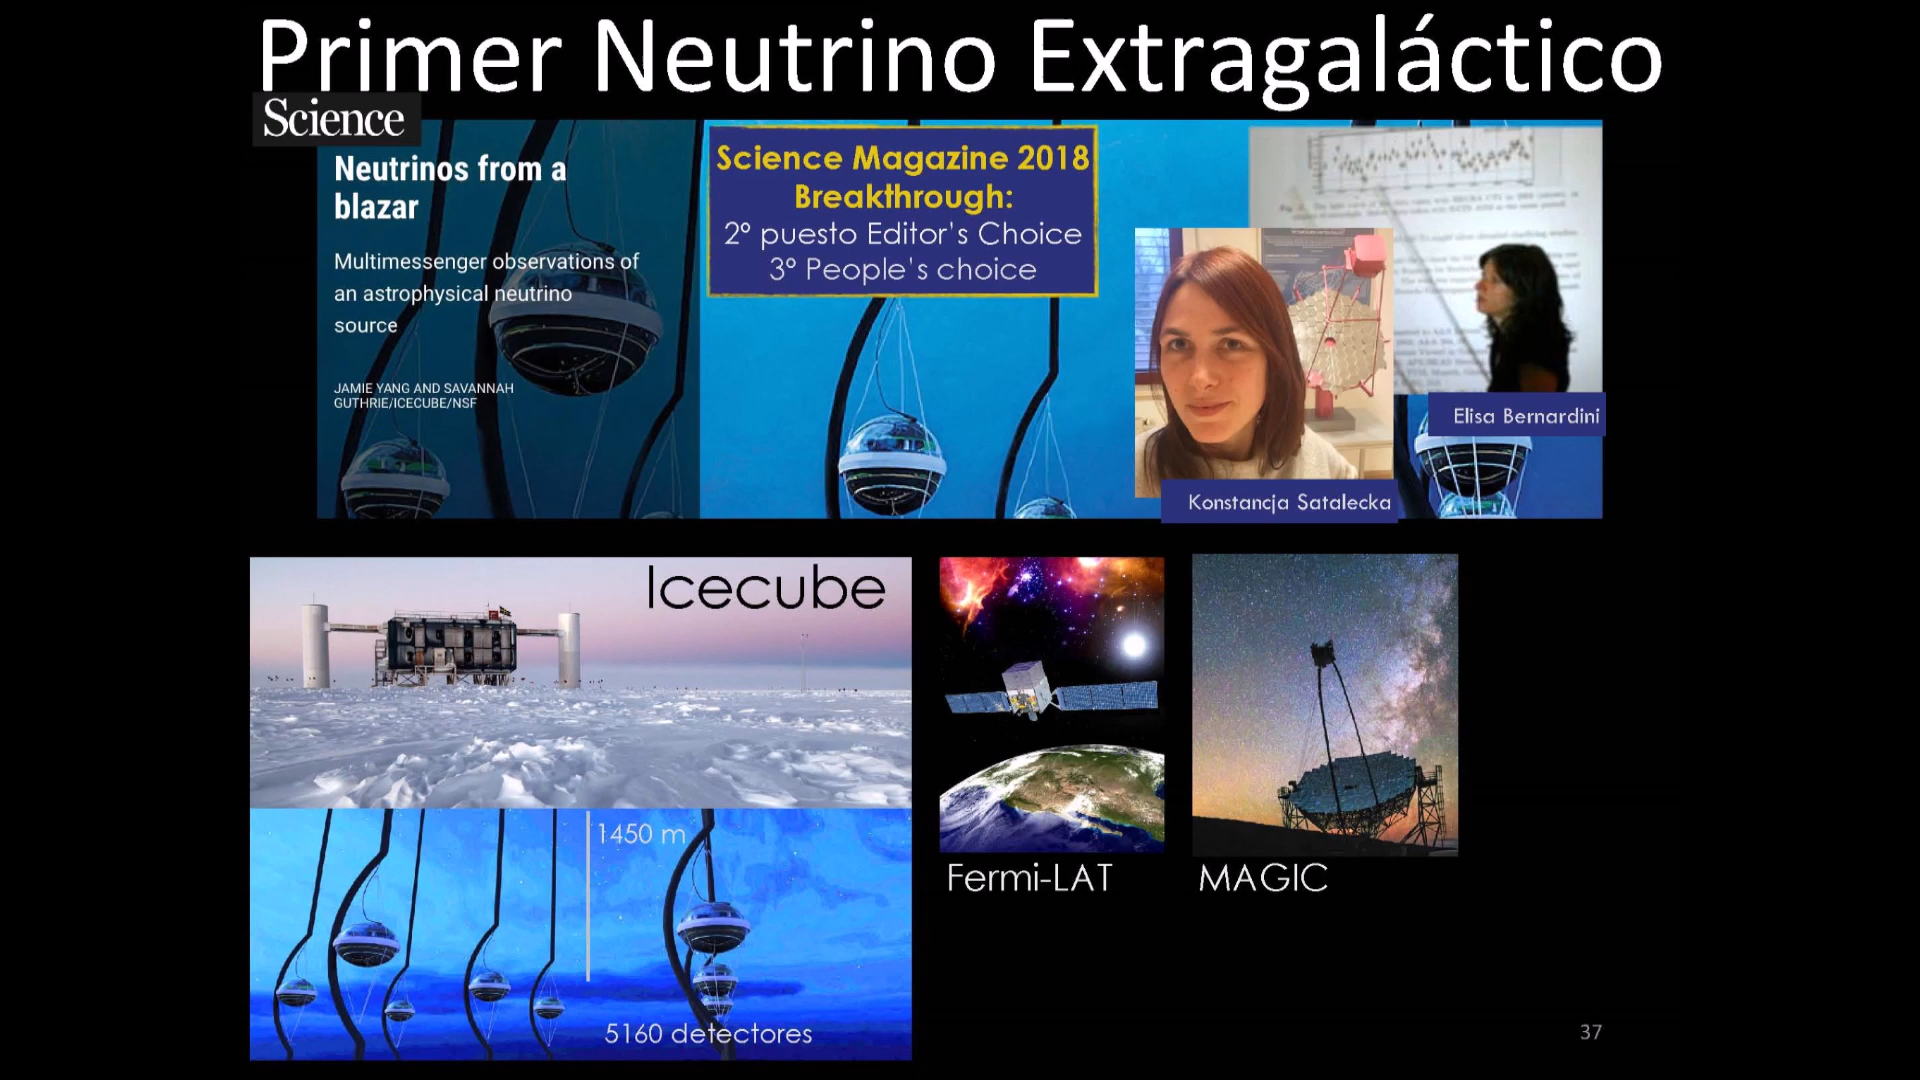 Primer Neutrino Extragaláctico
Science
Neutrinos from a
blazar
Multimessenger observations of
an astrophysical neutrino
source
JAMIE YANG AND SAVANNAH
GUTHRIE/ICECUBE/NSF
Science Magazine 2018
Breakthrough:
2º puesto Editor's Choice
3º People's choice
Elisa Bernardini
Konstancja Satalecka
Icecube
1450 m
5160 detectores
Fermi-LAT
MAGIC
37